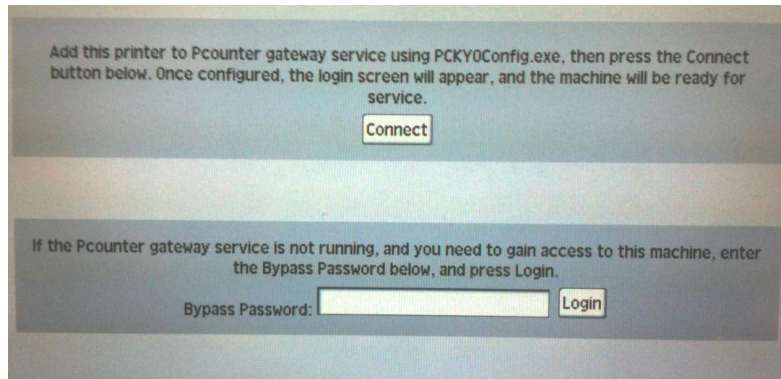 Add this printer to Pcounter gateway service using PCKYOConfig.exe, then press the Connect
button below. Once configured, the login screen will appear, and the machine will be ready for
service.
Connect
If the Pcounter gateway service is not running, and you need to gain access to this machine, enter
the Bypass Password below, and press Login.
Bypass Password:
Login